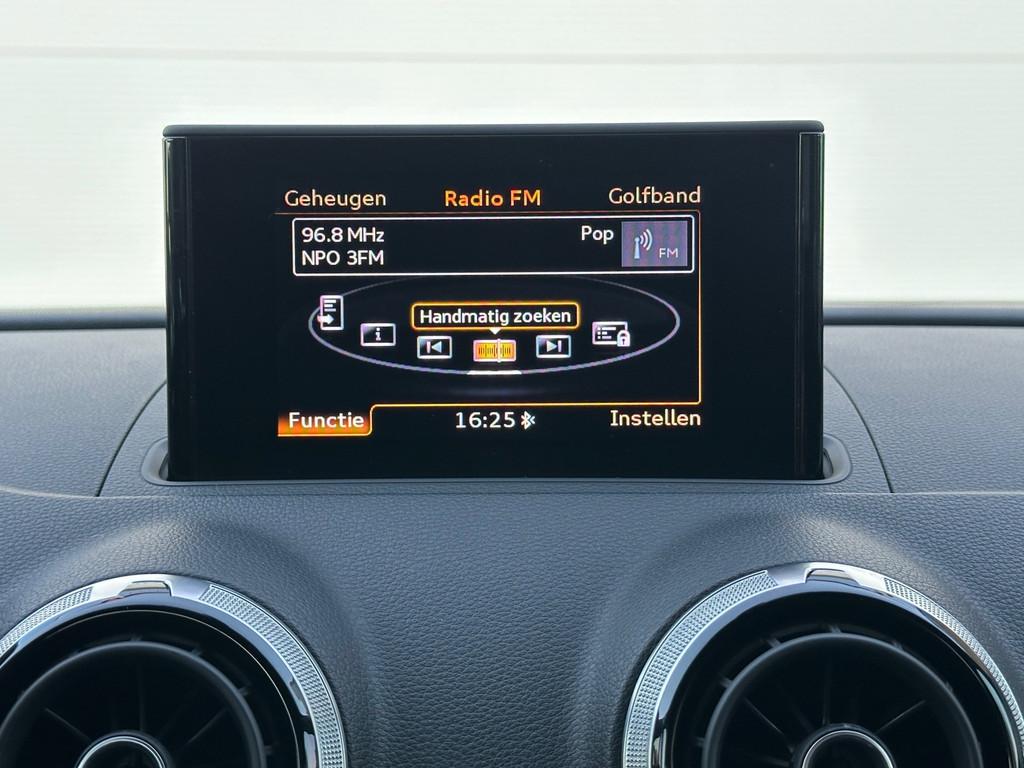 Geheugen Radio FM Golfband
96.8 MHz Pop
NPO 3FM FM
Handmatig zoeken
i
Functie 16:25 Instellen